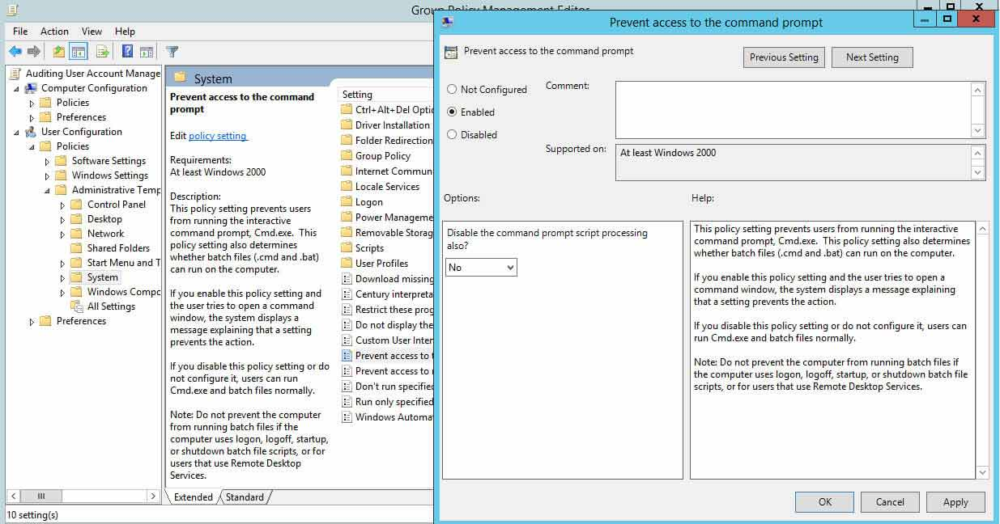 Group Policy Management Editor
File Action View Help
Auditing User Account Manage
Computer Configuration
Policies
Preferences
User Configuration
Policies
Software Settings
Windows Settings
Administrative Temp
Control Panel
Desktop
Network
Shared Folders
Start Menu and T
System
Windows Compo
All Settings
Preferences
System
Prevent access to the command
prompt
Edit policy setting
Requirements:
At least Windows 2000
Description:
This policy setting prevents users
from running the interactive
command prompt, Cmd.exe. This
policy setting also determines
whether batch files (.cmd and .bat)
can run on the computer.
If you enable this policy setting and
the user tries to open a command
window, the system displays a
message explaining that a setting
prevents the action.
If you disable this policy setting or do
not configure it, users can run
Cmd.exe and batch files normally.
Note: Do not prevent the computer
from running batch files if the
computer uses logon, logoff, startup,
or shutdown batch file scripts, or for
users that use Remote Desktop
Services.
Setting
Ctrl+Alt+Del Optio
Driver Installation
Folder Redirection
Group Policy
Internet Commun
Locale Services
Logon
Power Manageme
Removable Storag
Scripts
User Profiles
Download missing
Century interpreta
Restrict these prog
Do not display the
Custom User Inter
Prevent access to t
Prevent access to
Don't run specified
Run only specified
Windows Automat
Extended Standard
10 setting(s)
Prevent access to the command prompt
Prevent access to the command prompt
Previous Setting Next Setting
Not Configured
Enabled
Disabled
Comment:
Supported on:
At least Windows 2000
Options:
Disable the command prompt script processing
also?
No
Help:
This policy setting prevents users from running the interactive
command prompt, Cmd.exe. This policy setting also determines
whether batch files (.cmd and .bat) can run on the computer.
If you enable this policy setting and the user tries to open a
command window, the system displays a message explaining
that a setting prevents the action.
If you disable this policy setting or do not configure it, users can
run Cmd.exe and batch files normally.
Note: Do not prevent the computer from running batch files if
the computer uses logon, logoff, startup, or shutdown batch file
scripts, or for users that use Remote Desktop Services.
OK Cancel Apply